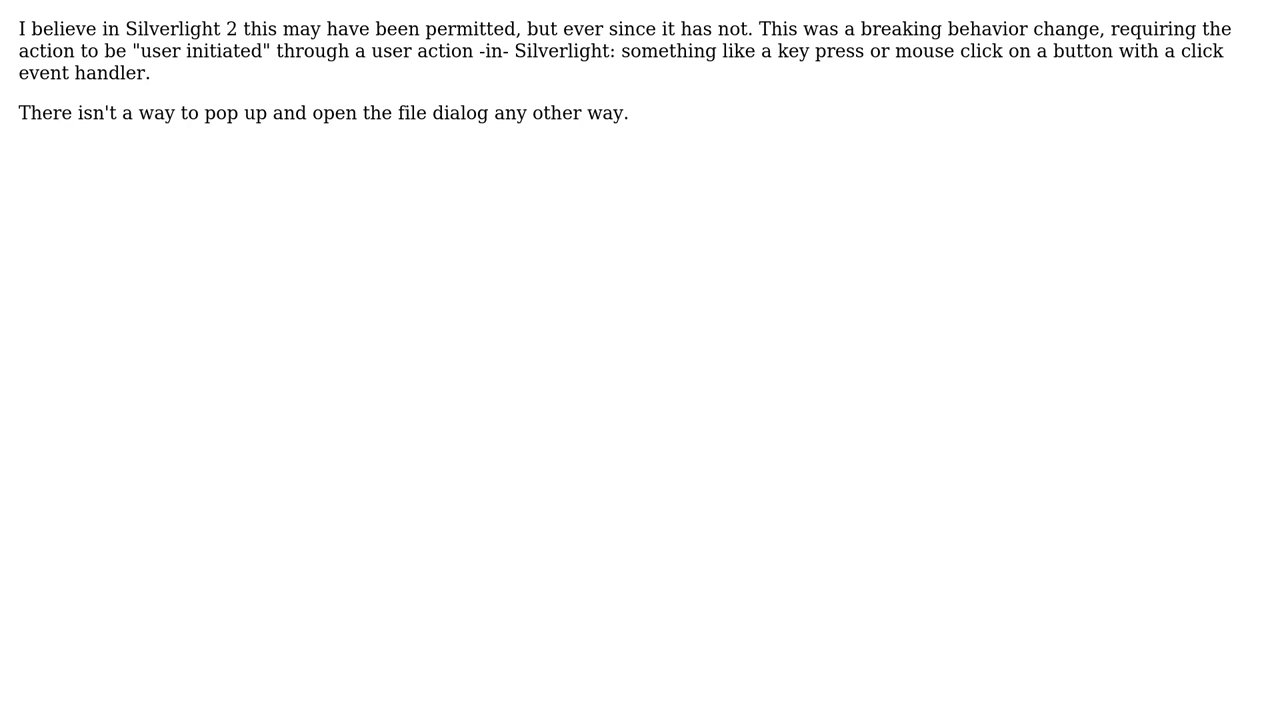 I believe in Silverlight 2 this may have been permitted, but ever since it has not. This was a breaking behavior change, requiring the
action to be "user initiated" through a user action -in- Silverlight: something like a key press or mouse click on a button with a click
event handler.
There isn't a way to pop up and open the file dialog any other way.